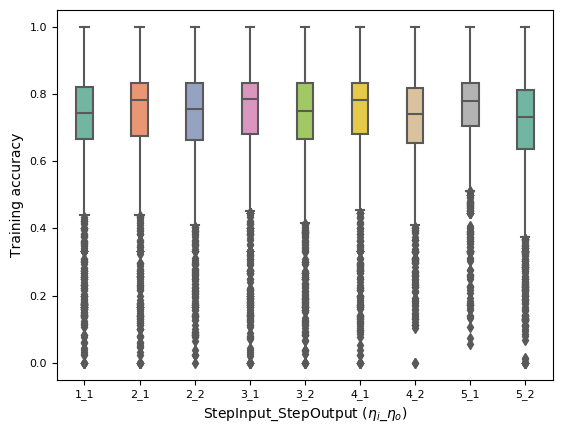 1.0
0.8
0.6
0.4
0.2
0.0
Training accuracy
1_1 2_1 2_2 3_1 3_2 4_1 4_2 5_1 5_2
StepInput_StepOutput (ηi_ηo)